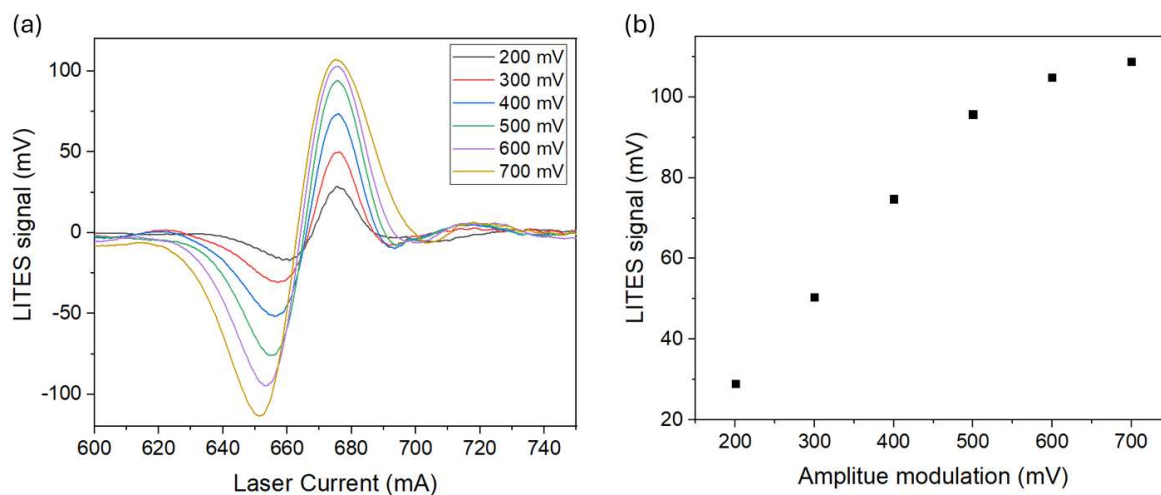 (a)
LITES signal (mV)
100
50
0
-50
-100
200 mV
300 mV
400 mV
500 mV
600 mV
700 mV
600 620 640 660 680 700 720 740
Laser Current (mA)
(b)
LITES signal (mV)
100
80
60
40
20
200 300 400 500 600 700
Amplitue modulation (mV)